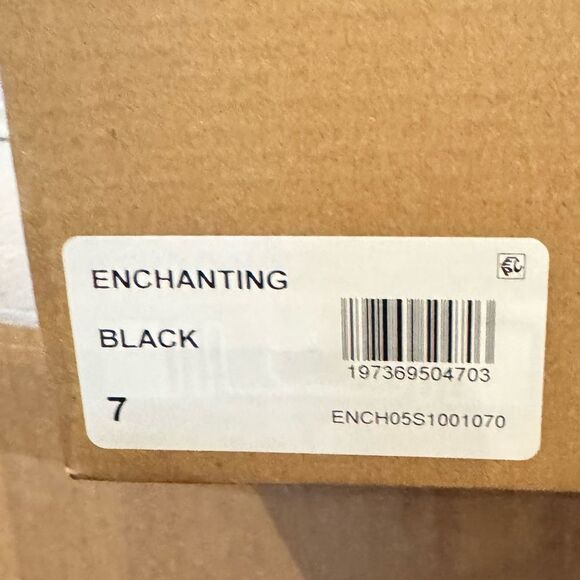 ENCHANTING
BLACK
197369504703
7
ENCH05S1001070